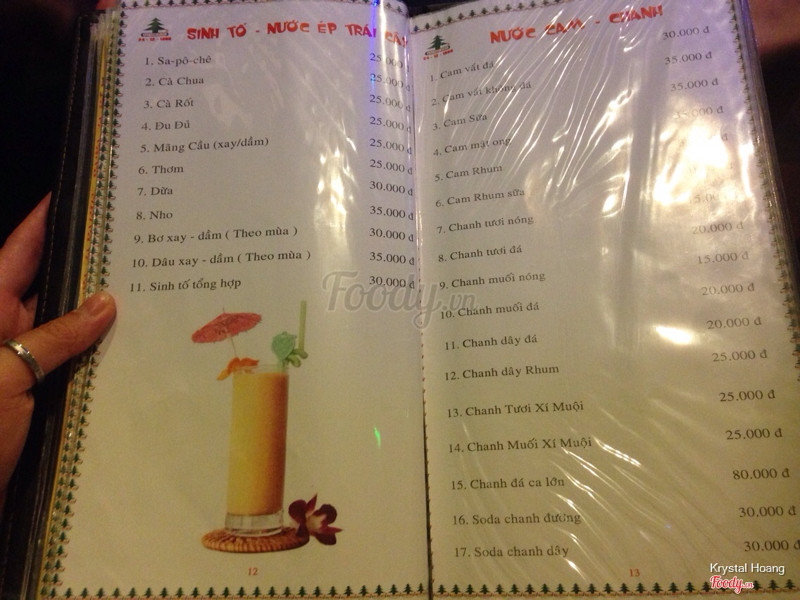 SINH TỐ - NƯỚC ÉP TRÁI CÂY
1. Sa-pô-chê 25.000 đ
2. Cà Chua 25.000 đ
3. Cà Rốt 25.000 đ
4. Đu Đủ 25.000 đ
5. Mãng Cầu (xay/dầm) 25.000 đ
6. Thơm 25.000 đ
7. Dừa 30.000 đ
8. Nho 35.000 đ
9. Bơ xay - dầm ( Theo mùa ) 30.000 đ
10. Dâu xay - dầm ( Theo mùa ) 35.000 đ
11. Sinh tố tổng hợp 30.000 đ
12
NƯỚC CAM - CHANH
1. Cam vắt đá 30.000 đ
2. Cam vối không đá 35.000 đ
3. Cam Sữa 35.000 đ
4. Cam mật ong
5. Cam Rhum
6. Cam Rhum sữa
7. Chanh tươi nóng
8. Chanh tươi đá 20.000 đ
9. Chanh muối nóng 15.000 đ
10. Chanh muối đá 20.000 đ
11. Chanh dây đá 20.000 đ
12. Chanh dây Rhum 25.000 đ
13. Chanh Tươi Xí Muội 25.000 đ
14. Chanh Muối Xí Muội 25.000 đ
15. Chanh đá ca lớn 80.000 đ
16. Soda chanh đường 30.000 đ
17. Soda chanh dây 30.000 đ
13
Foody.vn
Krystal Hoang
Foody.vn